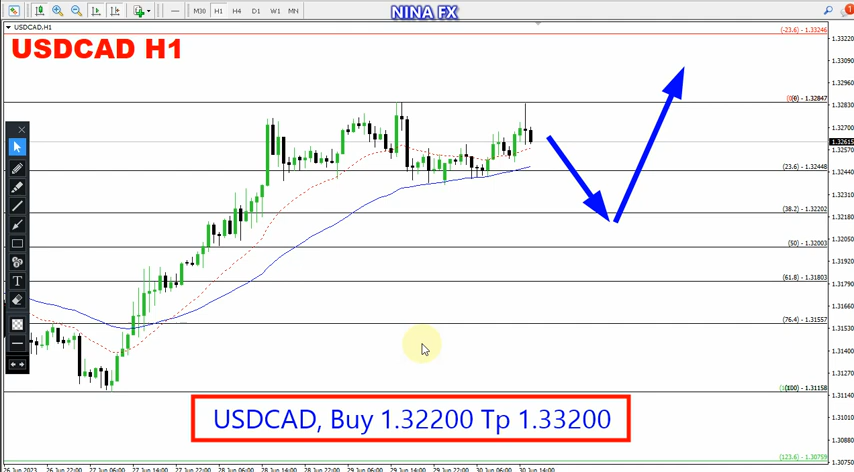 M30 H1 H4 D1 W1 MN
NINA FX
USDCAD,H1
USDCAD H1
(-23.6) - 1.33246
1.33220
1.33090
1.32960
(0) - 1.32847
1.32830
1.32615
1.32570
(23.6) - 1.32448
1.32440
1.32310
(38.2) - 1.32202
1.32180
1.32050
(50) - 1.32003
1.31920
(61.8) - 1.31803
1.31790
1.31660
(76.4) - 1.31557
1.31530
1.31400
1.31270
(100) - 1.31158
1.31140
1.31010
USDCAD, Buy 1.32200 Tp 1.33200
1.30880
(123.6) - 1.30759
1.30750
26 Jun 2023 26 Jun 22:00 27 Jun 06:00 27 Jun 14:00 27 Jun 22:00 28 Jun 06:00 28 Jun 14:00 28 Jun 22:00 29 Jun 06:00 29 Jun 14:00 29 Jun 22:00 30 Jun 06:00 30 Jun 14:00